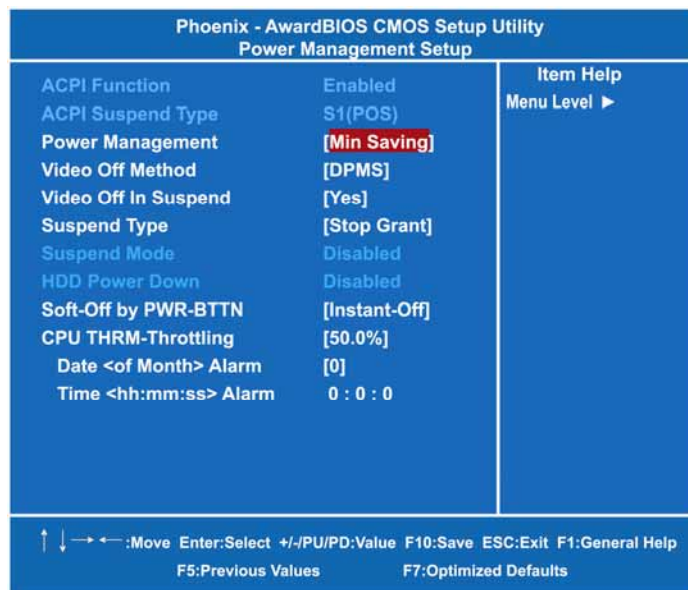 Phoenix - AwardBIOS CMOS Setup Utility
Power Management Setup
ACPI Function Enabled
ACPI Suspend Type S1(POS)
Power Management [Min Saving]
Video Off Method [DPMS]
Video Off In Suspend [Yes]
Suspend Type [Stop Grant]
Suspend Mode Disabled
HDD Power Down Disabled
Soft-Off by PWR-BTTN [Instant-Off]
CPU THRM-Throttling [50.0%]
Date <of Month> Alarm [0]
Time <hh:mm:ss> Alarm 0 : 0 : 0
Item Help
Menu Level ►
↑ ↓ → ← :Move Enter:Select +/-/PU/PD:Value F10:Save ESC:Exit F1:General Help
F5:Previous Values F7:Optimized Defaults